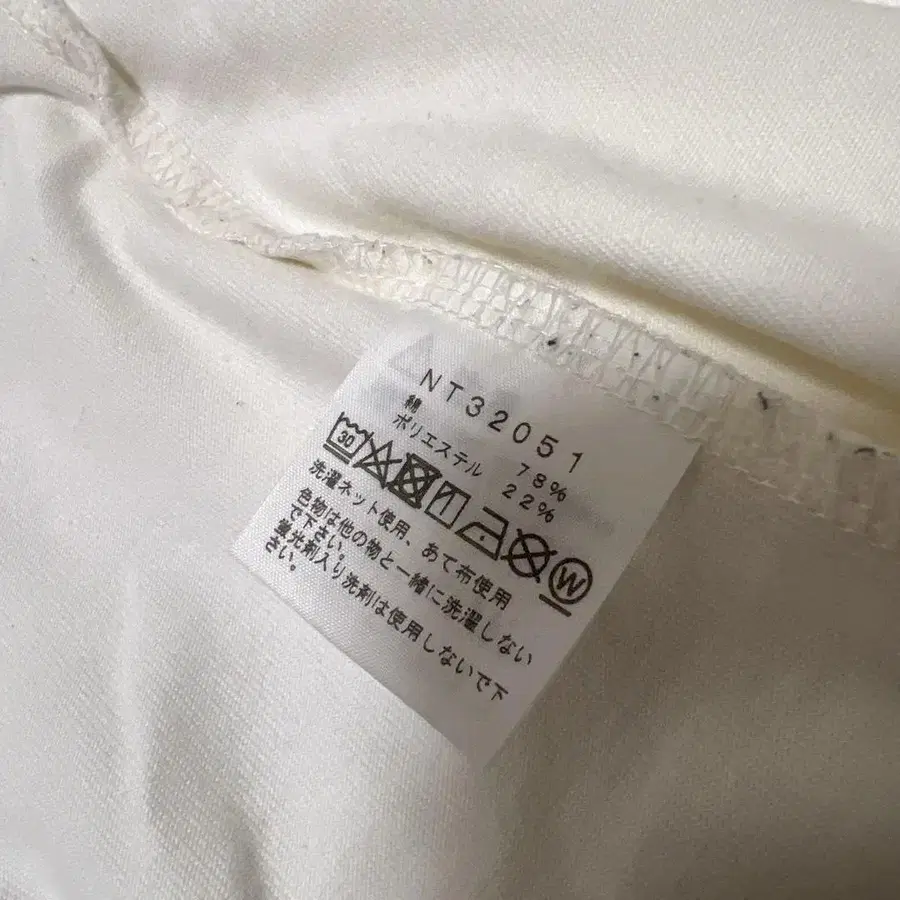 NT32051
綿 78%
ポリエステル 22%
30 W
洗濯ネット使用、あて布使用
色物は他の物と一緒に洗濯しない
で下さい。
蛍光剤入り洗剤は使用しないで下
さい。